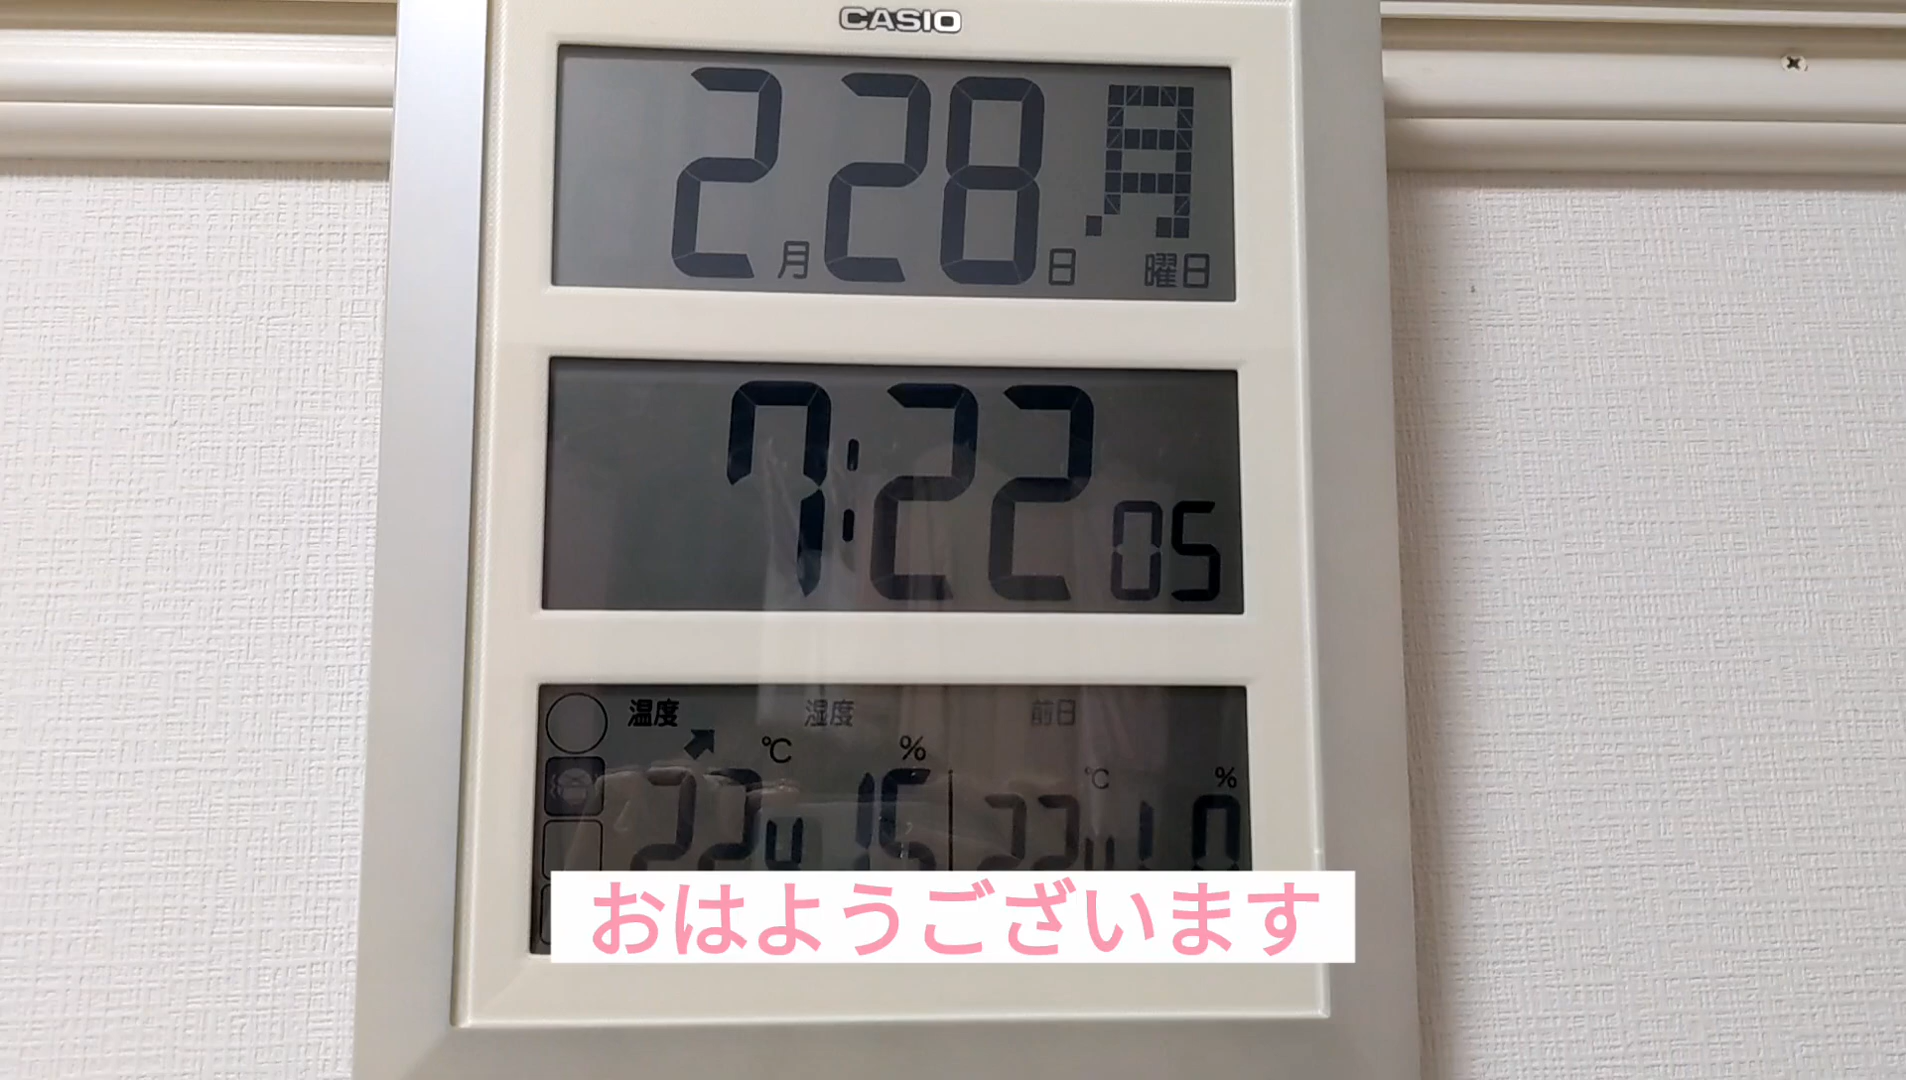 CASIO
2月28日 月曜日
7:22 05
温度 湿度 前日
℃ % ℃ %
おはようございます